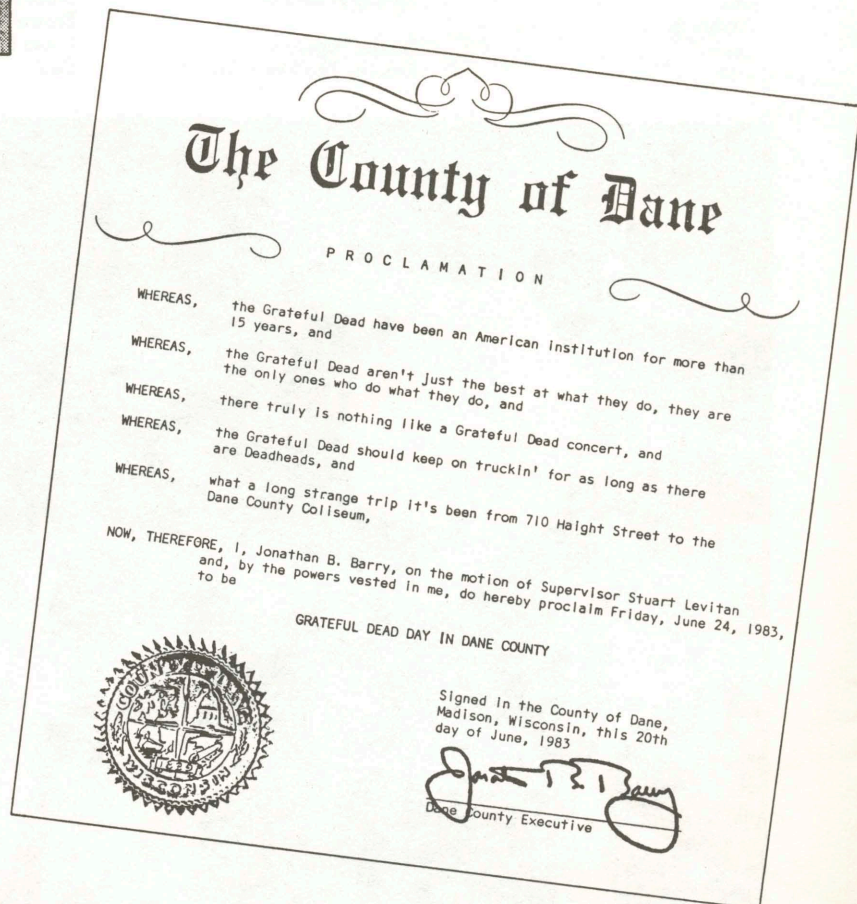 The County of Dane
PROCLAMATION
WHEREAS, the Grateful Dead have been an American institution for more than
15 years, and
WHEREAS, the Grateful Dead aren't just the best at what they do, they are
the only ones who do what they do, and
WHEREAS, there truly is nothing like a Grateful Dead concert, and
WHEREAS, the Grateful Dead should keep on truckin' for as long as there
are Deadheads, and
WHEREAS, what a long strange trip it's been from 710 Haight Street to the
Dane County Coliseum,
NOW, THEREFORE, I, Jonathan B. Barry, on the motion of Supervisor Stuart Levitan
and, by the powers vested in me, do hereby proclaim Friday, June 24, 1983,
to be
GRATEFUL DEAD DAY IN DANE COUNTY
COUNTY OF DANE
1839
WISCONSIN
Signed in the County of Dane,
Madison, Wisconsin, this 20th
day of June, 1983
Jonathan B. Barry
Dane County Executive